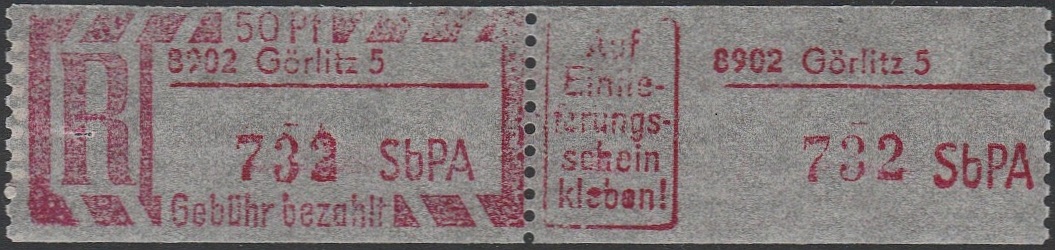 50 Pf
R
8902 Görlitz 5
732 SbPA
Gebühr bezahlt
Auf
Einlie-
ferungs-
schein
kleben!
8902 Görlitz 5
732 SbPA